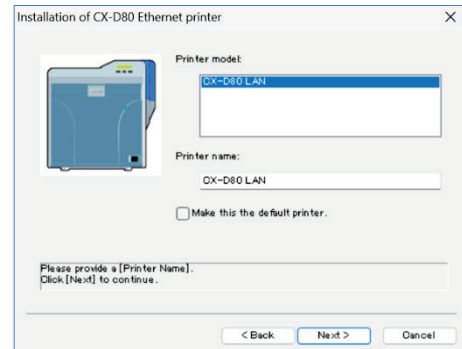 Installation of CX-D80 Ethernet printer
Printer model:
CX-D80 LAN
Printer name:
CX-D80 LAN
Make this the default printer.
Please provide a [Printer Name].
Click [Next] to continue.
< Back
Next >
Cancel